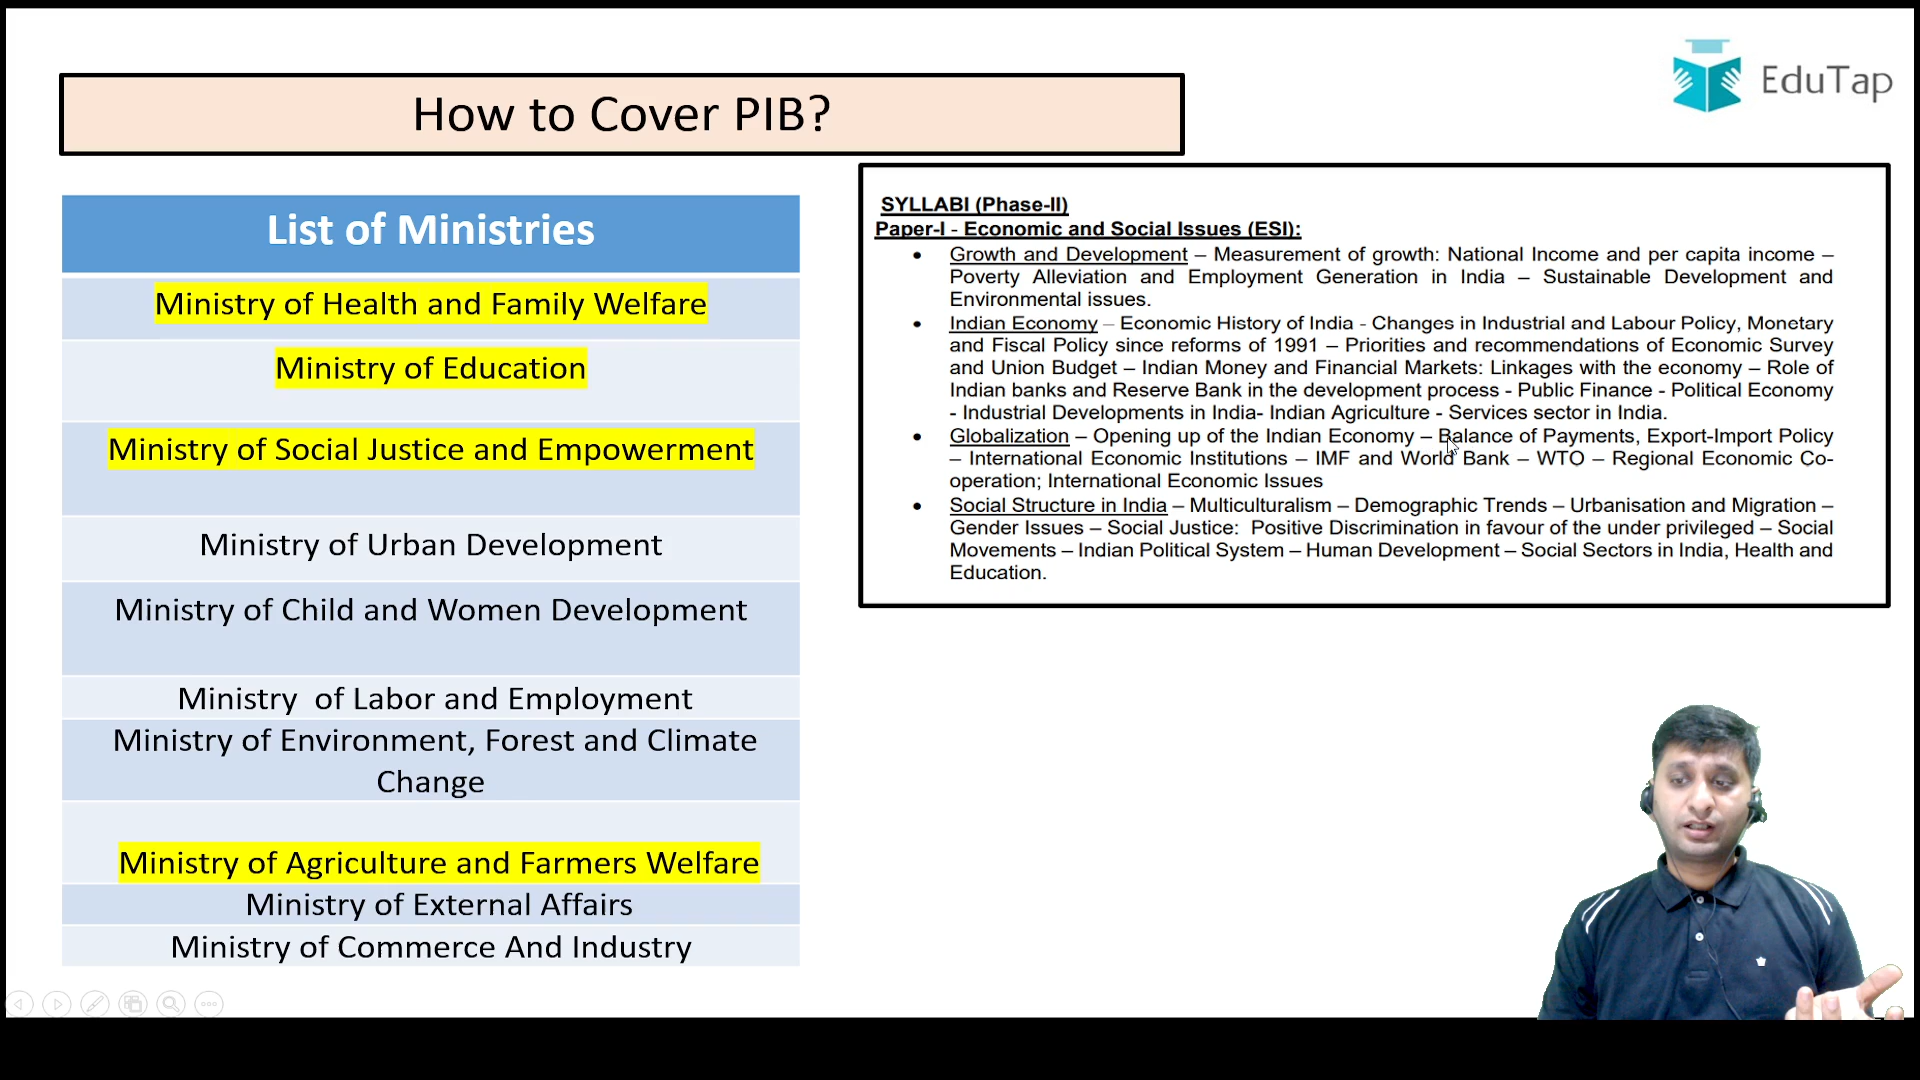 EduTap
How to Cover PIB?
List of Ministries
Ministry of Health and Family Welfare
Ministry of Education
Ministry of Social Justice and Empowerment
Ministry of Urban Development
Ministry of Child and Women Development
Ministry  of Labor and Employment
Ministry of Environment, Forest and Climate
Change
Ministry of Agriculture and Farmers Welfare
Ministry of External Affairs
Ministry of Commerce And Industry
SYLLABI (Phase-II)
Paper-I - Economic and Social Issues (ESI):
• Growth and Development – Measurement of growth: National Income and per capita income –
Poverty Alleviation and Employment Generation in India – Sustainable Development and
Environmental issues.
• Indian Economy – Economic History of India - Changes in Industrial and Labour Policy, Monetary
and Fiscal Policy since reforms of 1991 – Priorities and recommendations of Economic Survey
and Union Budget – Indian Money and Financial Markets: Linkages with the economy – Role of
Indian banks and Reserve Bank in the development process - Public Finance - Political Economy
- Industrial Developments in India- Indian Agriculture - Services sector in India.
• Globalization – Opening up of the Indian Economy – Balance of Payments, Export-Import Policy
– International Economic Institutions – IMF and World Bank – WTO – Regional Economic Co-
operation; International Economic Issues
• Social Structure in India – Multiculturalism – Demographic Trends – Urbanisation and Migration –
Gender Issues – Social Justice:  Positive Discrimination in favour of the under privileged – Social
Movements – Indian Political System – Human Development – Social Sectors in India, Health and
Education.